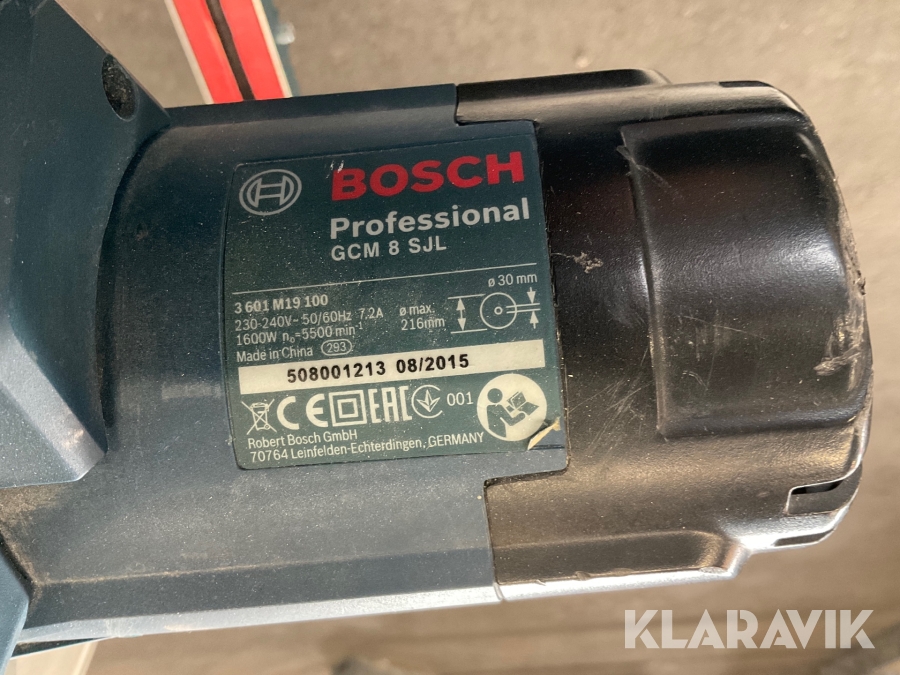 BOSCH
Professional
GCM 8 SJL
3 601 M19 100
230-240V~ 50/60Hz 7,2A
1600W n₀=5500 min⁻¹
Made in China 293
ø max.
216mm
ø 30 mm
508001213 08/2015
CE EAC 001
Robert Bosch GmbH
70764 Leinfelden-Echterdingen, GERMANY
KLARAVIK